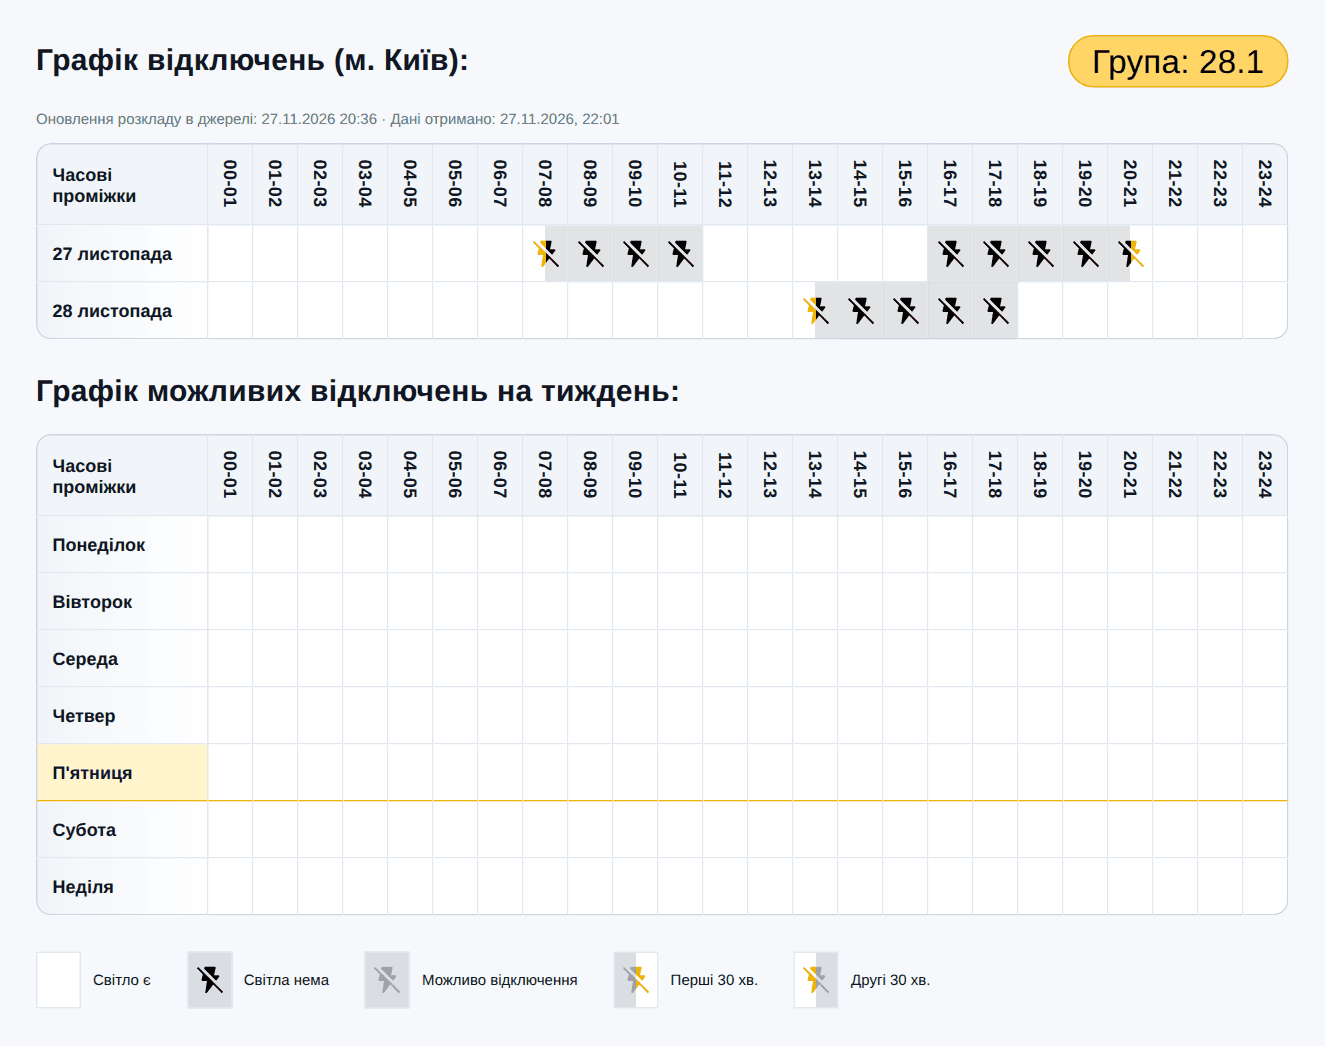 Графік відключень (м. Київ):
Група: 28.1
Оновлення розкладу в джерелі: 27.11.2026 20:36 · Дані отримано: 27.11.2026, 22:01
Часові проміжки 00-01 01-02 02-03 03-04 04-05 05-06 06-07 07-08 08-09 09-10 10-11 11-12 12-13 13-14 14-15 15-16 16-17 17-18 18-19 19-20 20-21 21-22 22-23 23-24
27 листопада
28 листопада
Графік можливих відключень на тиждень:
Часові проміжки 00-01 01-02 02-03 03-04 04-05 05-06 06-07 07-08 08-09 09-10 10-11 11-12 12-13 13-14 14-15 15-16 16-17 17-18 18-19 19-20 20-21 21-22 22-23 23-24
Понеділок
Вівторок
Середа
Четвер
П'ятниця
Субота
Неділя
Світло є Світла нема Можливо відключення Перші 30 хв. Другі 30 хв.